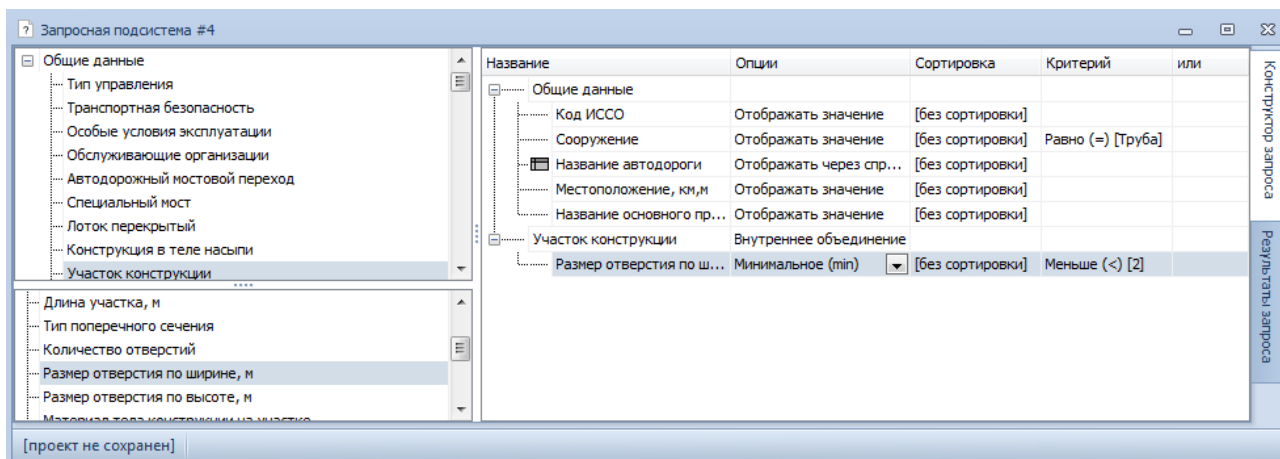 Запросная подсистема #4
Общие данные
Тип управления
Транспортная безопасность
Особые условия эксплуатации
Обслуживающие организации
Автодорожный мостовой переход
Специальный мост
Лоток перекрытый
Конструкция в теле насыпи
Участок конструкции
Длина участка, м
Тип поперечного сечения
Количество отверстий
Размер отверстия по ширине, м
Размер отверстия по высоте, м
Материал тела конструкции на участке
Название Опции Сортировка Критерий или
Общие данные
Код ИССО Отображать значение [без сортировки]
Сооружение Отображать значение [без сортировки] Равно (=) [Труба]
Название автодороги Отображать через спр... [без сортировки]
Местоположение, км,м Отображать значение [без сортировки]
Название основного пр... Отображать значение [без сортировки]
Участок конструкции Внутреннее объединение
Размер отверстия по ш... Минимальное (min) [без сортировки] Меньше (<) [2]
Конструктор запроса
Результаты запроса
[проект не сохранен]